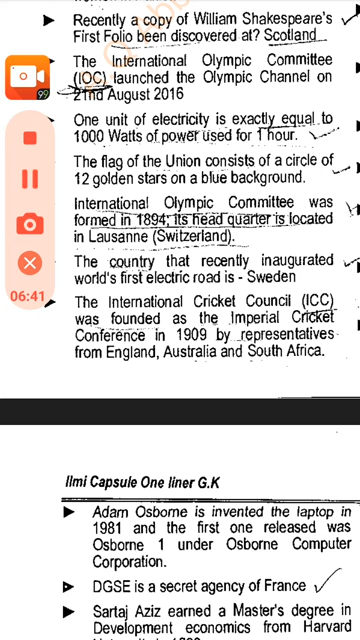 Recently a copy of William Shakespeare's
First Folio been discovered at? Scotland
The International Olympic Committee
(IOC) launched the Olympic Channel on
21nd August 2016
One unit of electricity is exactly equal to
1000 Watts of power used for 1 hour.
The flag of the Union consists of a circle of
12 golden stars on a blue background.
International Olympic Committee was
formed in 1894; its head quarter is located
in Lausanne (Switzerland).
The country that recently inaugurated
world's first electric road is - Sweden
The International Cricket Council (ICC)
was founded as the Imperial Cricket
Conference in 1909 by representatives
from England, Australia and South Africa.
99
06:41
Ilmi Capsule One liner G.K
Adam Osborne is invented the laptop in
1981 and the first one released was
Osborne 1 under Osborne Computer
Corporation.
DGSE is a secret agency of France
Sartaj Aziz earned a Master's degree in
Development economics from Harvard